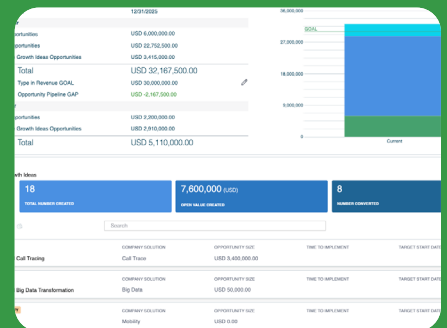 12/31/2025
portunities USD 6,000,000.00
pportunities USD 22,752,500.00
Growth Ideas Opportunities USD 3,415,000.00
Total USD 32,167,500.00
Type in Revenue GOAL USD 30,000,000.00
Opportunity Pipeline GAP USD -2,167,500.00
pportunities USD 2,200,000.00
Growth Ideas Opportunities USD 2,910,000.00
Total USD 5,110,000.00
36,000,000
GOAL
27,000,000
18,000,000
9,000,000
0
Current
wth Ideas
18
TOTAL NUMBER CREATED
7,600,000 (USD)
OPEN VALUE CREATED
8
NUMBER CONVERTED
Search
COMPANY SOLUTION OPPORTUNITY SIZE TIME TO IMPLEMENT TARGET START DATE
Call Tracing Call Trace USD 3,400,000.00
COMPANY SOLUTION OPPORTUNITY SIZE TIME TO IMPLEMENT TARGET START DATE
Big Data Transformation Big Data USD 50,000.00
COMPANY SOLUTION OPPORTUNITY SIZE TIME TO IMPLEMENT TARGET START DATE
Mobility USD 0.00